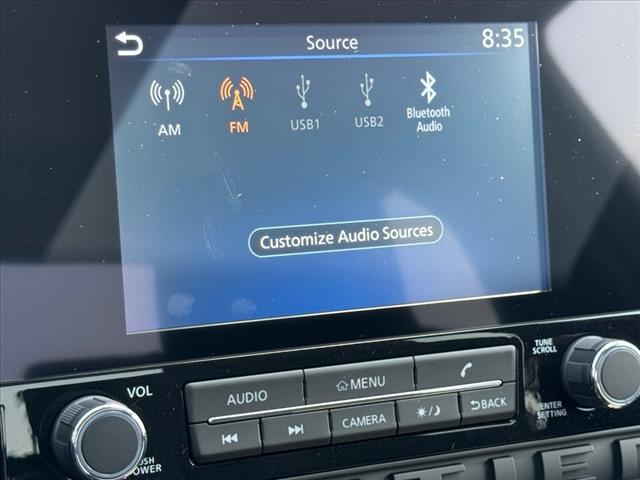 Source
8:35
AM
FM
USB1
USB2
Bluetooth
Audio
Customize Audio Sources
TUNE
SCROLL
VOL
AUDIO
MENU
CAMERA
BACK
ENTER
SETTING
PUSH
POWER